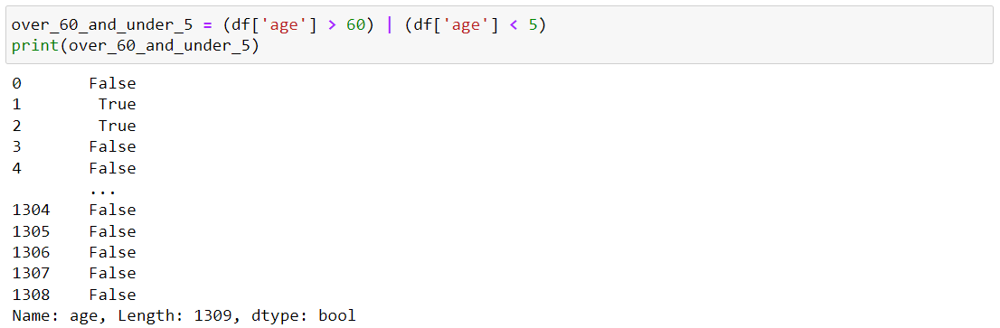 over_60_and_under_5 = (df['age'] > 60) | (df['age'] < 5)
print(over_60_and_under_5)
0       False
1        True
2        True
3       False
4       False
        ...
1304    False
1305    False
1306    False
1307    False
1308    False
Name: age, Length: 1309, dtype: bool